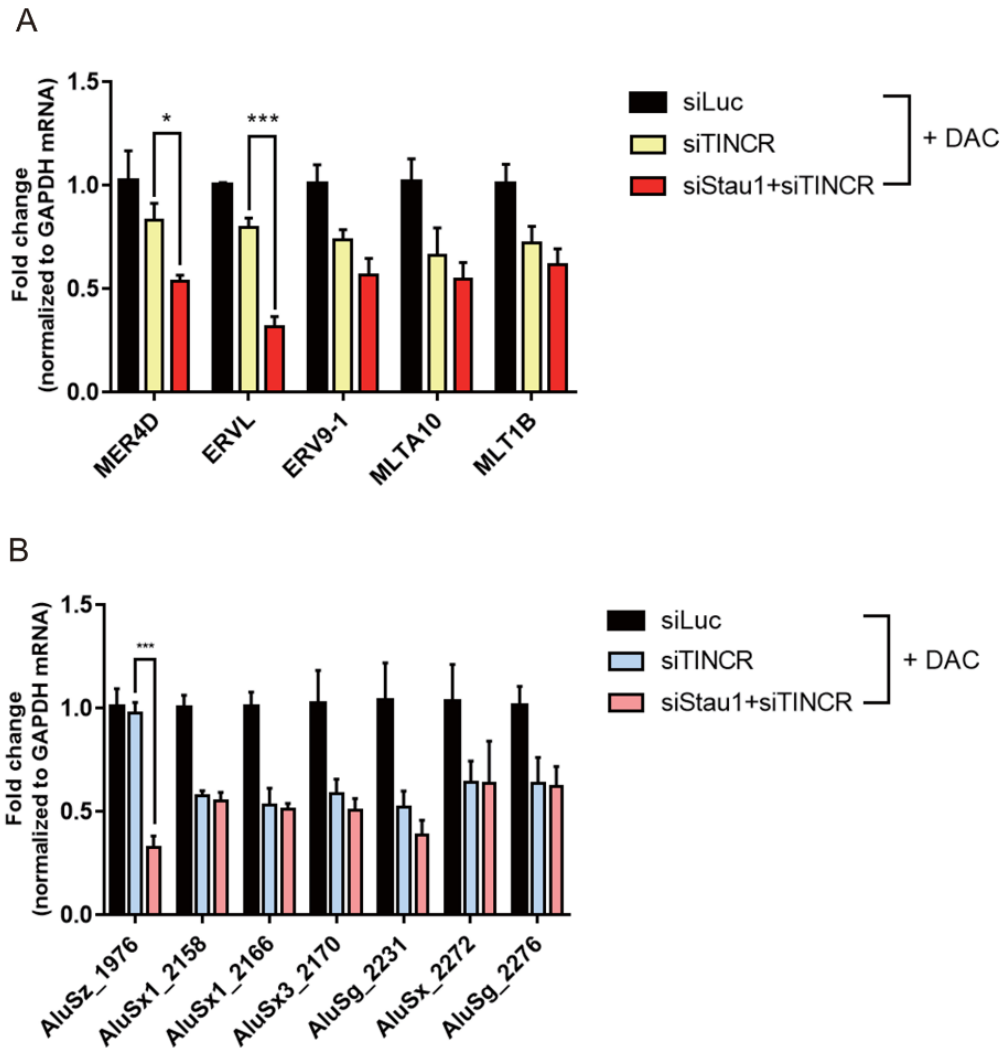 A
Fold change
(normalized to GAPDH mRNA)
1.5
1.0
0.5
0.0
*
***
MER4D
ERVL
ERV9-1
MLTA10
MLT1B
siLuc
siTINCR
siStau1+siTINCR
+ DAC
B
Fold change
(normalized to GAPDH mRNA)
1.5
1.0
0.5
0.0
***
AluSz_1976
AluSx1_2158
AluSx1_2166
AluSx3_2170
AluSg_2231
AluSx_2272
AluSg_2276
siLuc
siTINCR
siStau1+siTINCR
+ DAC